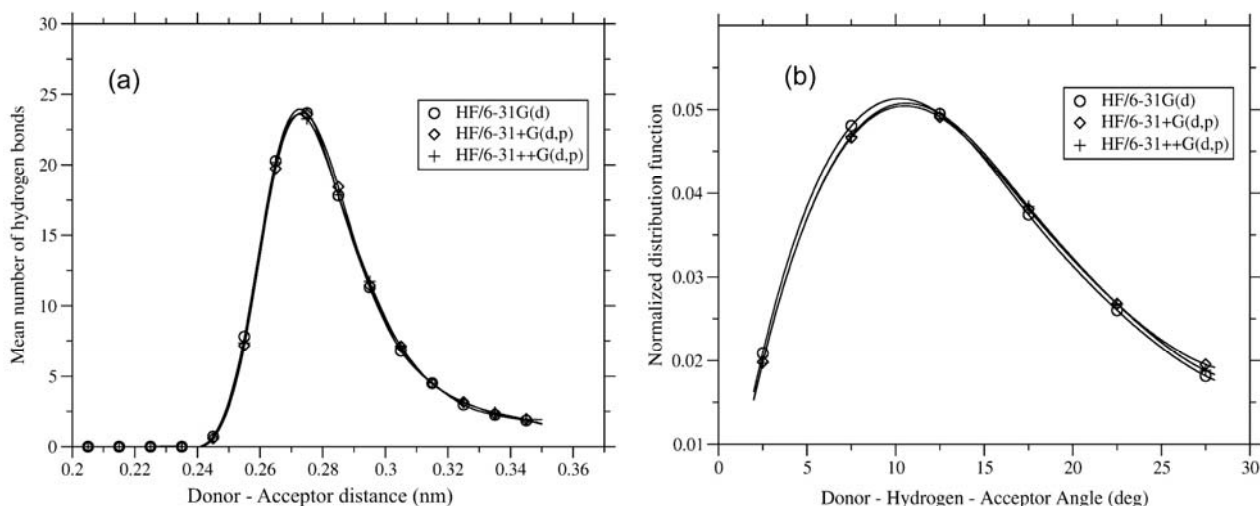 (a)
HF/6-31G(d)
HF/6-31+G(d,p)
HF/6-31++G(d,p)
Mean number of hydrogen bonds
30
25
20
15
10
5
0
0.2 0.22 0.24 0.26 0.28 0.3 0.32 0.34 0.36
Donor - Acceptor distance (nm)
(b)
HF/6-31G(d)
HF/6-31+G(d,p)
HF/6-31++G(d,p)
Normalized distribution function
0.05
0.04
0.03
0.02
0.01
0 5 10 15 20 25 30
Donor - Hydrogen - Acceptor Angle (deg)